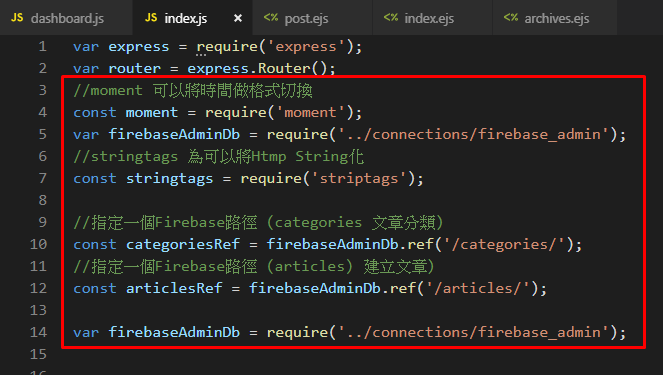 JS dashboard.js JS index.js × <%> post.ejs <%> index.ejs <%> archives.ejs
1 var express = require('express');
2 var router = express.Router();
3 //moment 可以將時間做格式切換
4 const moment = require('moment');
5 var firebaseAdminDb = require('../connections/firebase_admin');
6 //stringtags 為可以將Htmp String化
7 const stringtags = require('striptags');
8
9 //指定一個Firebase路徑 (categories 文章分類)
10 const categoriesRef = firebaseAdminDb.ref('/categories/');
11 //指定一個Firebase路徑 (articles) 建立文章)
12 const articlesRef = firebaseAdminDb.ref('/articles/');
13
14 var firebaseAdminDb = require('../connections/firebase_admin');
15